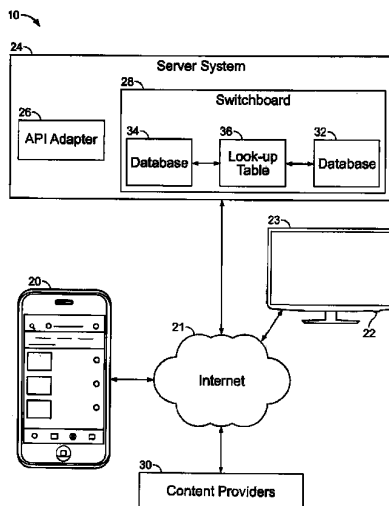 10
24
Server System
28
Switchboard
26
API Adapter
34
Database
36
Look-up
Table
32
Database
23
20
21
22
Internet
30
Content Providers